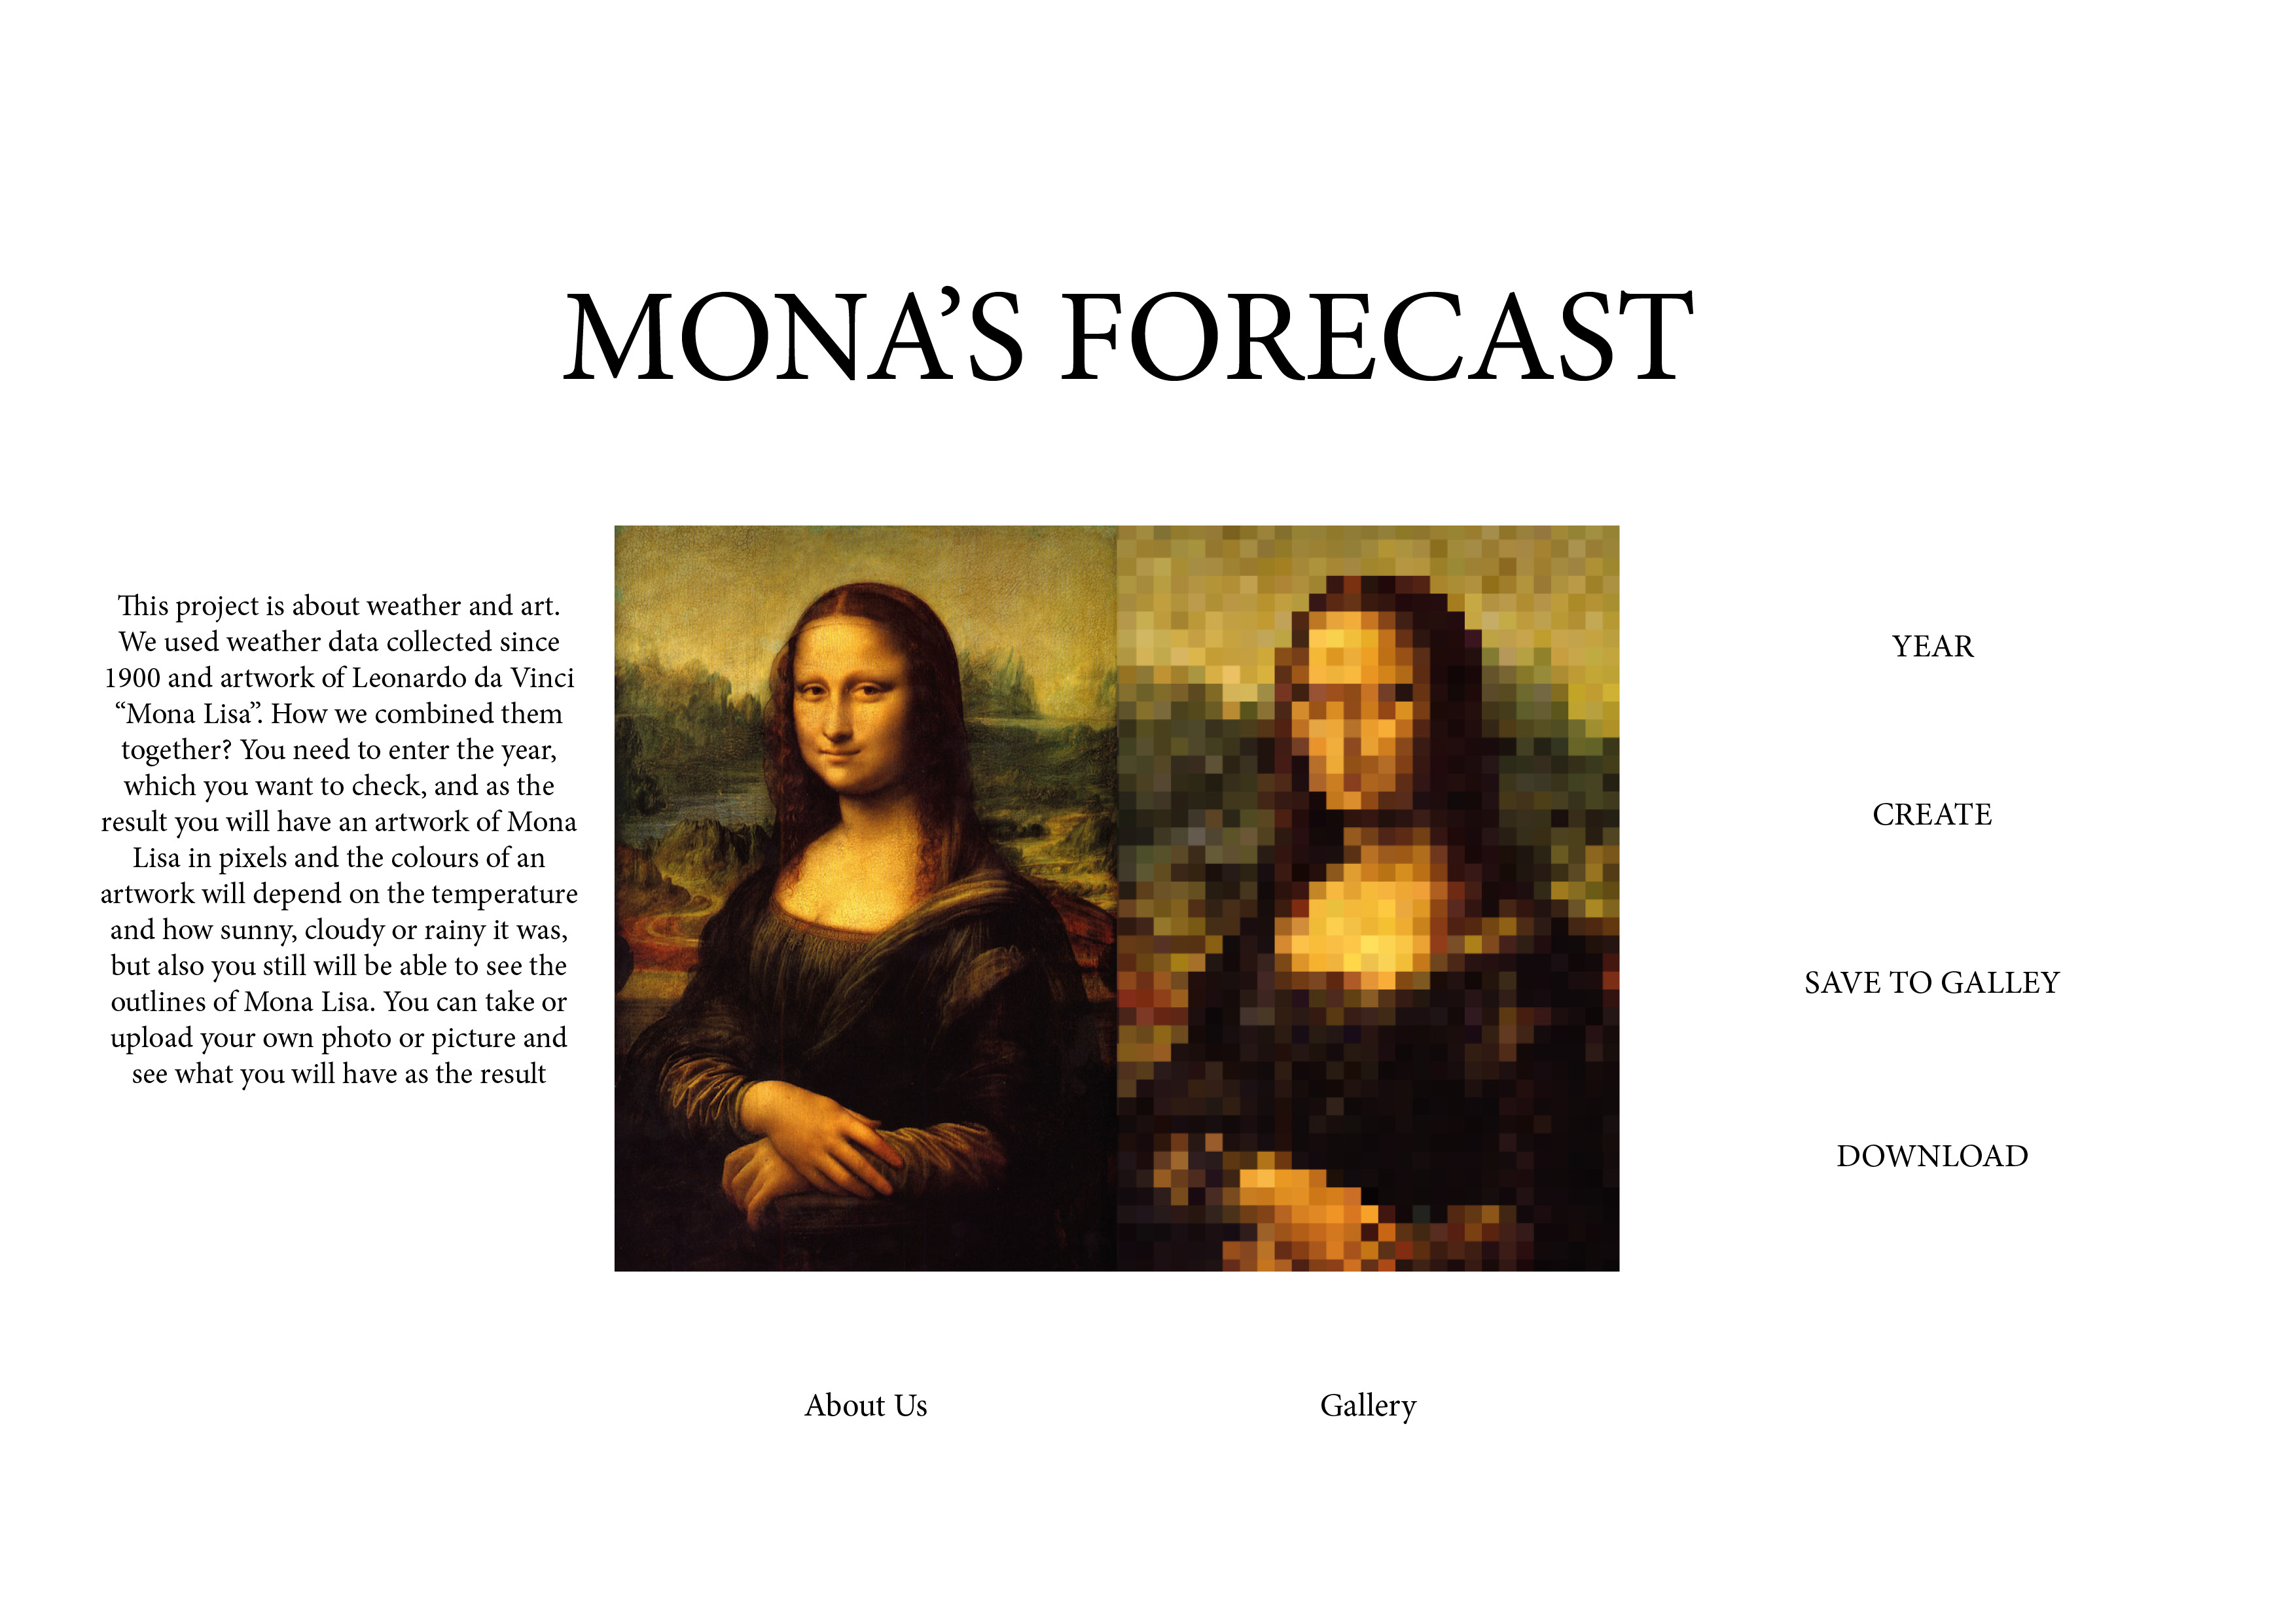 MONA’S FORECAST
This project is about weather and art.
We used weather data collected since
1900 and artwork of Leonardo da Vinci
“Mona Lisa”. How we combined them
together? You need to enter the year,
which you want to check, and as the
result you will have an artwork of Mona
Lisa in pixels and the colours of an
artwork will depend on the temperature
and how sunny, cloudy or rainy it was,
but also you still will be able to see the
outlines of Mona Lisa. You can take or
upload your own photo or picture and
see what you will have as the result
YEAR
CREATE
SAVE TO GALLEY
DOWNLOAD
About Us
Gallery